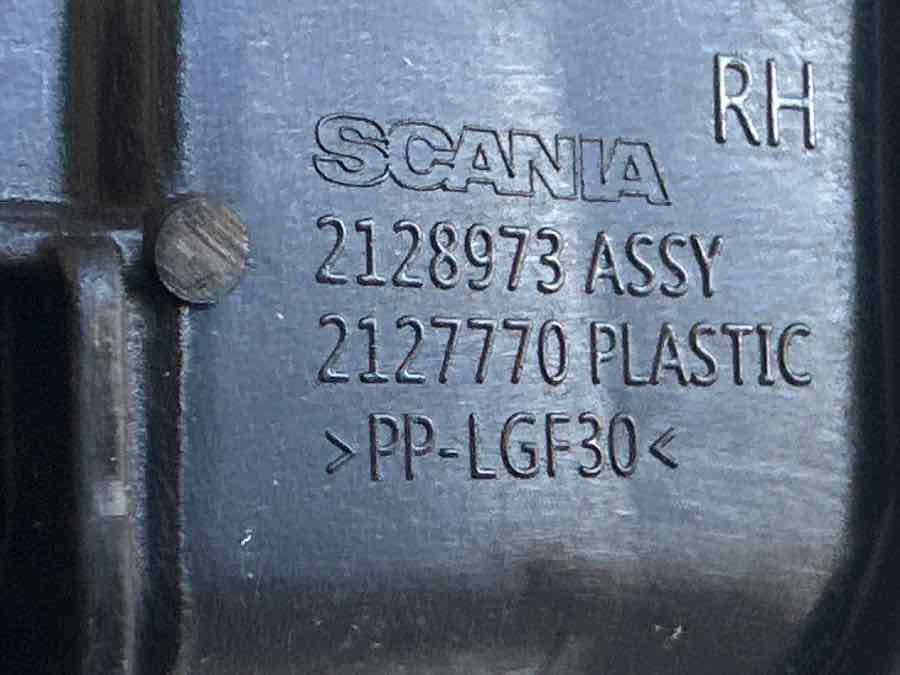 RH
SCANIA
2128973 ASSY
2127770 PLASTIC
>PP-LGF30<